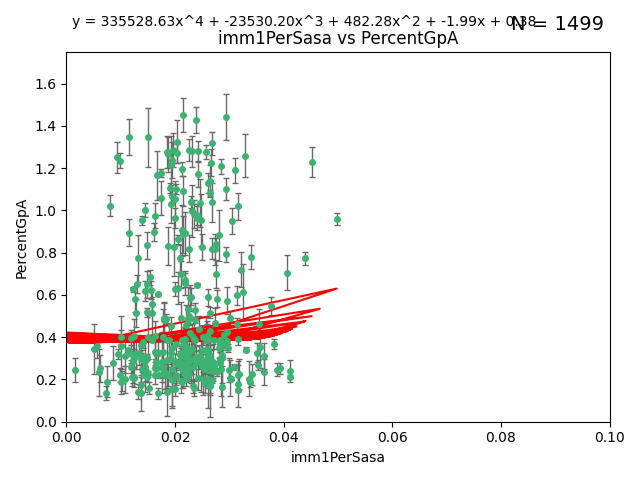 y = 335528.63x^4 + -23530.20x^3 + 482.28x^2 + -1.99x + 0.38
N = 1499
imm1PerSasa vs PercentGpA
PercentGpA
1.6
1.4
1.2
1.0
0.8
0.6
0.4
0.2
0.0
0.00 0.02 0.04 0.06 0.08 0.10
imm1PerSasa